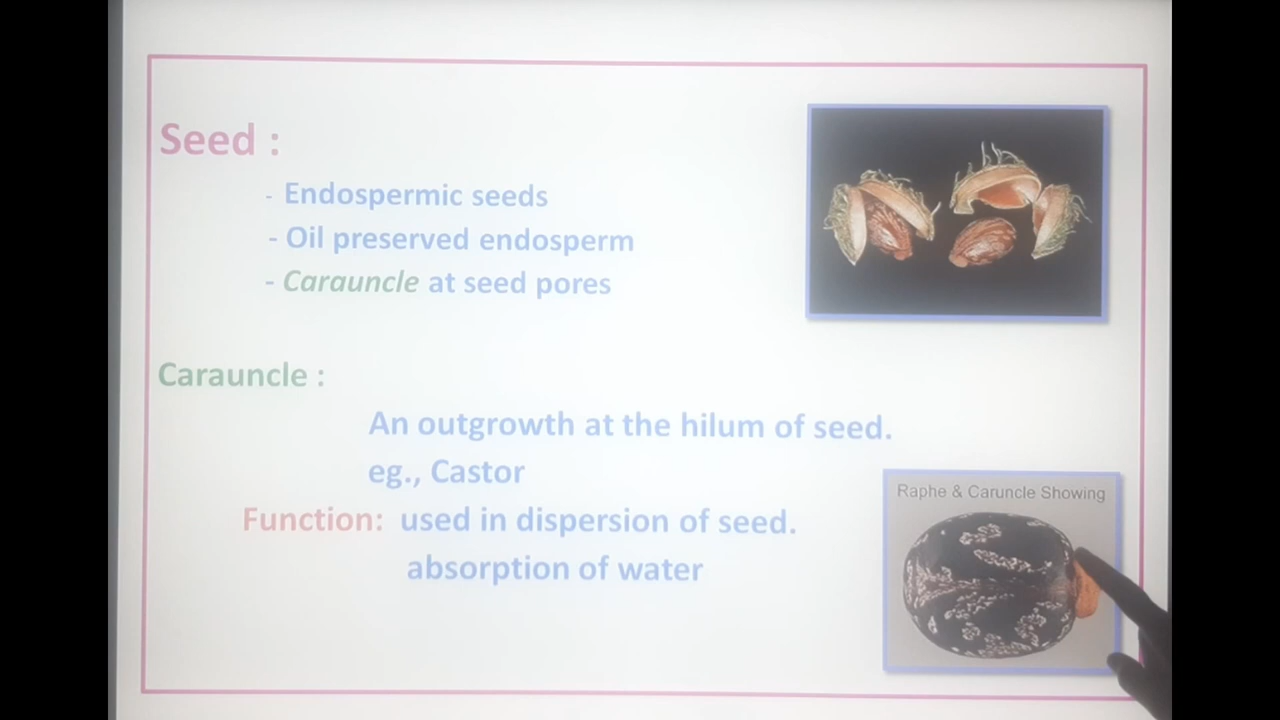 Seed :
- Endospermic seeds
- Oil preserved endosperm
- Carauncle at seed pores
Carauncle :
An outgrowth at the hilum of seed.
eg., Castor
Function: used in dispersion of seed.
absorption of water
Raphe & Caruncle Showing